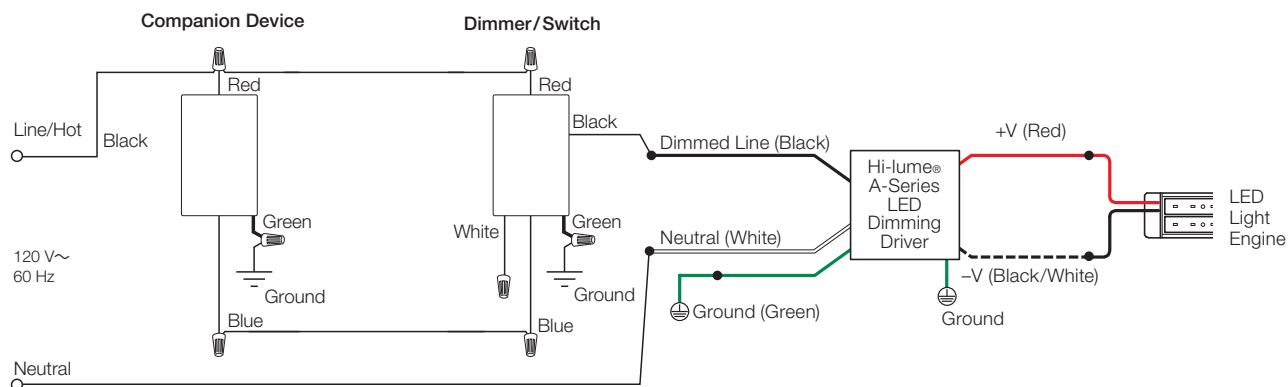 Companion Device
Dimmer/Switch
Red
Red
Line/Hot
Black
Black
Dimmed Line (Black)
+V (Red)
Hi-lume®
A-Series
LED
Dimming
Driver
LED
Light
Engine
Green
White
Green
Neutral (White)
120 V~
60 Hz
–V (Black/White)
Ground
Ground
Ground (Green)
Ground
Blue
Blue
Neutral